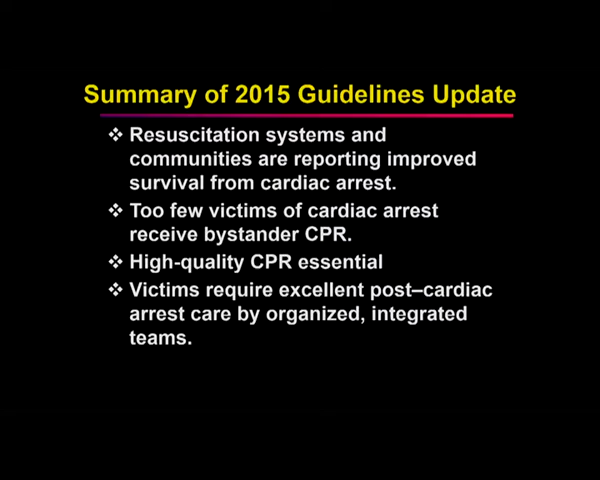 Summary of 2015 Guidelines Update
❖ Resuscitation systems and
communities are reporting improved
survival from cardiac arrest.
❖ Too few victims of cardiac arrest
receive bystander CPR.
❖ High-quality CPR essential
❖ Victims require excellent post–cardiac
arrest care by organized, integrated
teams.